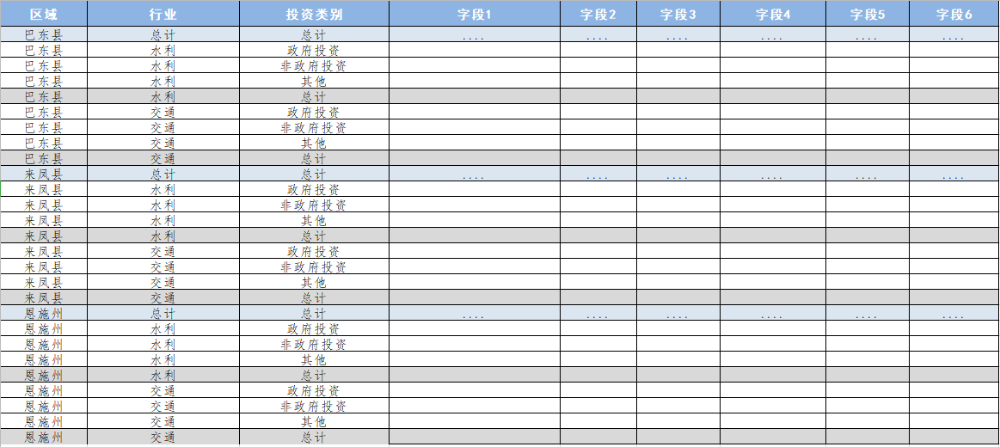 区域 行业 投资类别 字段1 字段2 字段3 字段4 字段5 字段6
巴东县 总计 总计 .... .... .... .... .... ....
巴东县 水利 政府投资
巴东县 水利 非政府投资
巴东县 水利 其他
巴东县 水利 总计
巴东县 交通 政府投资
巴东县 交通 非政府投资
巴东县 交通 其他
巴东县 交通 总计
来凤县 总计 总计 .... .... .... .... .... ....
来凤县 水利 政府投资
来凤县 水利 非政府投资
来凤县 水利 其他
来凤县 水利 总计
来凤县 交通 政府投资
来凤县 交通 非政府投资
来凤县 交通 其他
来凤县 交通 总计
恩施州 总计 总计 .... .... .... .... .... ....
恩施州 水利 政府投资
恩施州 水利 非政府投资
恩施州 水利 其他
恩施州 水利 总计
恩施州 交通 政府投资
恩施州 交通 非政府投资
恩施州 交通 其他
恩施州 交通 总计